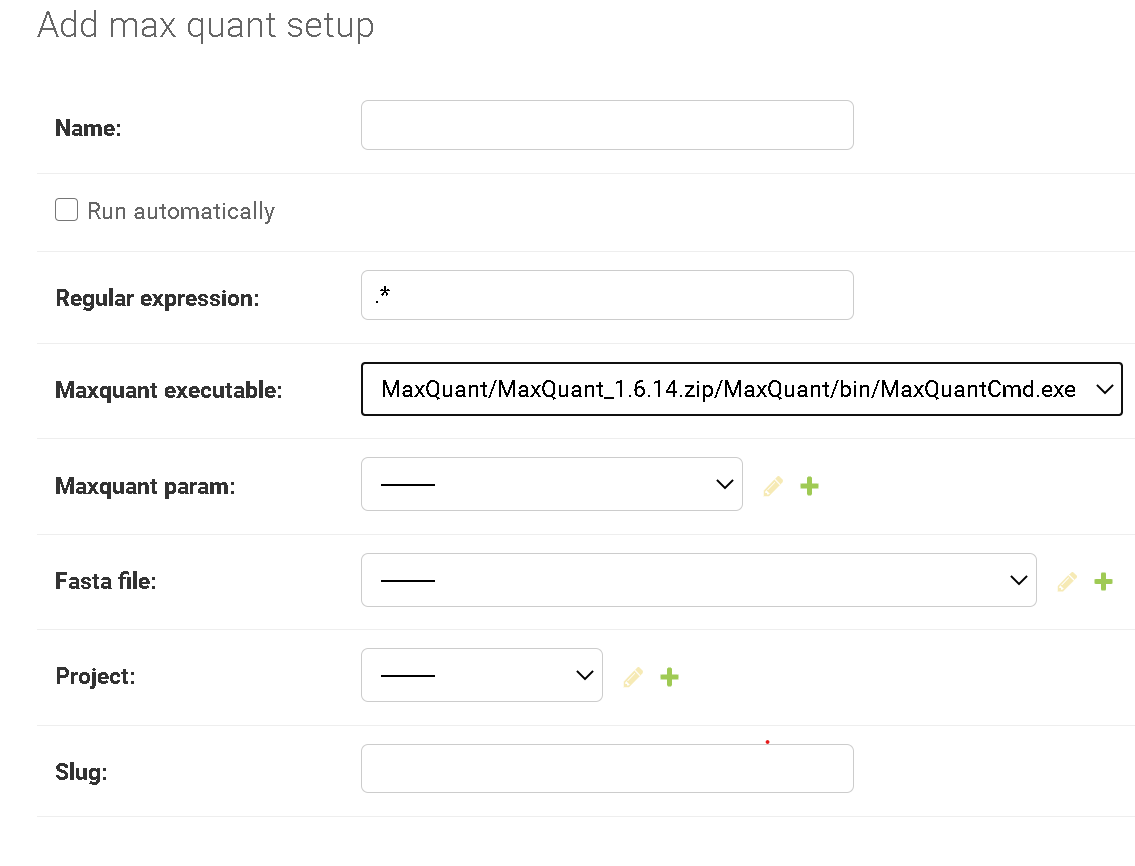 Add max quant setup
Name:
Run automatically
Regular expression:
.*
Maxquant executable:
MaxQuant/MaxQuant_1.6.14.zip/MaxQuant/bin/MaxQuantCmd.exe
Maxquant param:
---------
Fasta file:
---------
Project:
---------
Slug: